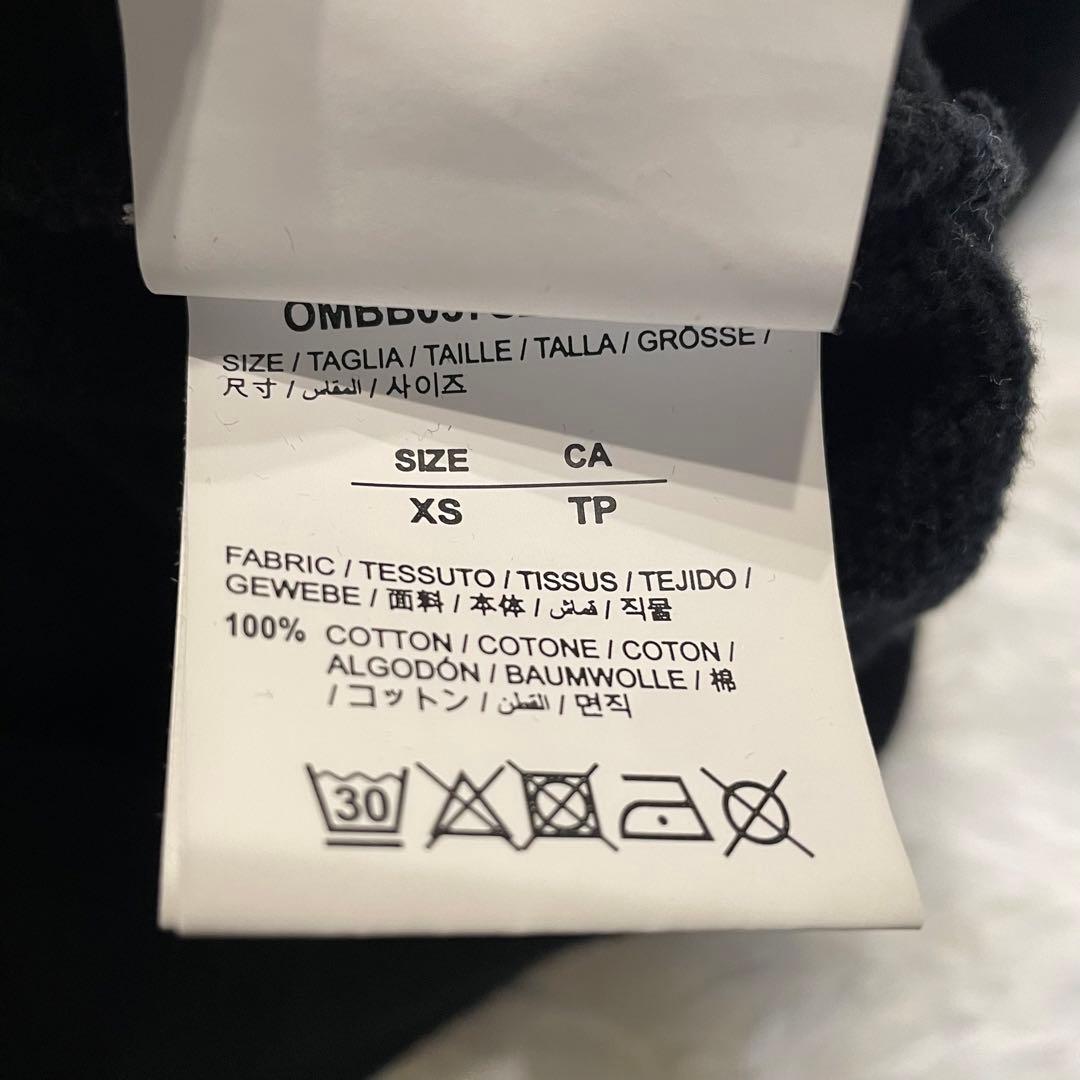 SIZE / TAGLIA / TAILLE / TALLA / GRÖSSE /
尺寸 / المقاس / 사이즈
SIZE CA
XS TP
FABRIC / TESSUTO / TISSUS / TEJIDO /
GEWEBE / 面料 / 本体 / قماش / 직물
100% COTTON / COTONE / COTON /
ALGODÓN / BAUMWOLLE / 棉
/ コットン / القطن / 면직
30